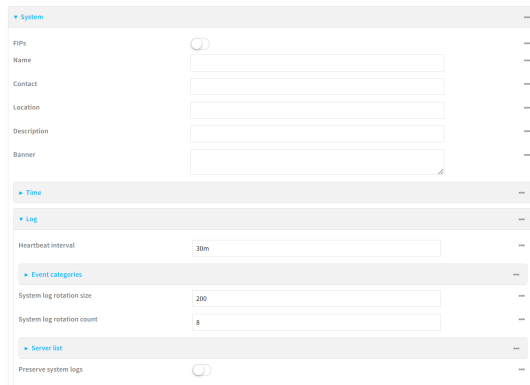 System
FIPs
Name
Contact
Location
Description
Banner
Time
Log
Heartbeat interval 30m
Event categories
System log rotation size 200
System log rotation count 8
Server list
Preserve system logs